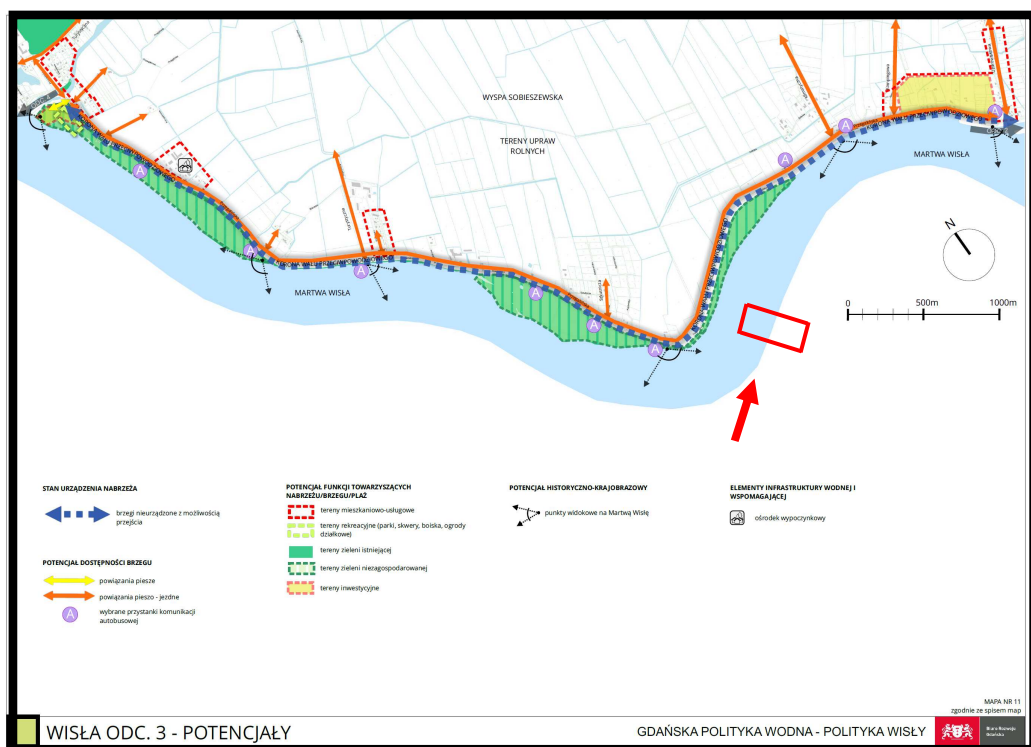 WYSPA SOBIESZEWSKA
TERENY UPRAW
ROLNYCH
MARTWA WISŁA
MARTWA WISŁA
A
A
A
A
A
A
A
A
A
N
0 500m 1000m
STAN URZĄDZENIA NABRZEŻA
brzegi nieurządzone z możliwością
przejścia
POTENCJAŁ DOSTĘPNOŚCI BRZEGU
powiązania piesze
powiązania pieszo - jezdne
A
wybrane przystanki komunikacji
autobusowej
POTENCJAŁ FUNKCJI TOWARZYSZĄCYCH
NABRZEŻU/BRZEGU/PLAŻ
tereny mieszkaniowo-usługowe
tereny rekreacyjne (parki, skwery, boiska, ogrody
działkowe)
tereny zieleni istniejącej
tereny zieleni niezagospodarowanej
tereny inwestycyjne
POTENCJAŁ HISTORYCZNO-KRAJOBRAZOWY
punkty widokowe na Martwą Wisłę
ELEMENTY INFRASTRUKTURY WODNEJ I
WSPOMAGAJĄCEJ
ośrodek wypoczynkowy
MAPA NR 11
zgodnie ze spisem map
WISŁA ODC. 3 - POTENCJAŁY
GDAŃSKA POLITYKA WODNA - POLITYKA WISŁY
Biuro Rozwoju
Gdańska